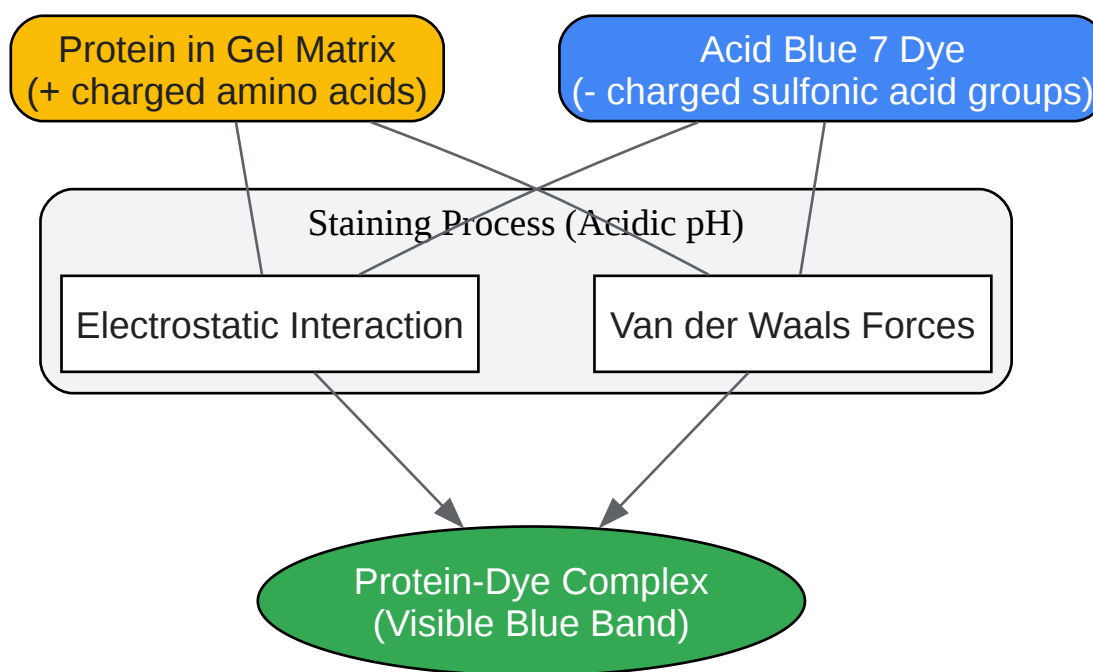 Protein in Gel Matrix
(+ charged amino acids)
Acid Blue 7 Dye
(- charged sulfonic acid groups)
Staining Process (Acidic pH)
Electrostatic Interaction
Van der Waals Forces
Protein-Dye Complex
(Visible Blue Band)